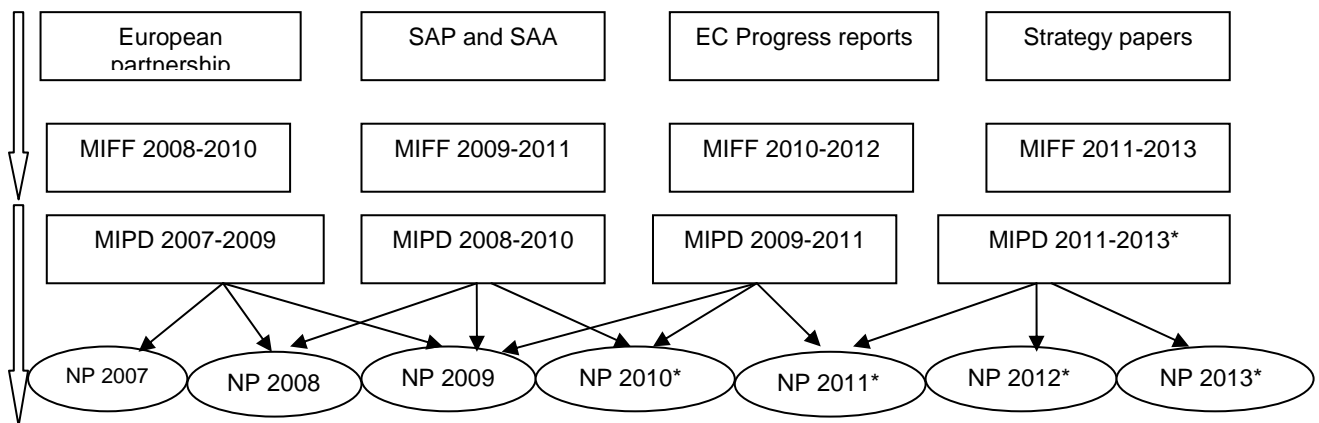 European
partnership
SAP and SAA
EC Progress reports
Strategy papers
MIFF 2008-2010
MIFF 2009-2011
MIFF 2010-2012
MIFF 2011-2013
MIPD 2007-2009
MIPD 2008-2010
MIPD 2009-2011
MIPD 2011-2013*
NP 2007
NP 2008
NP 2009
NP 2010*
NP 2011*
NP 2012*
NP 2013*